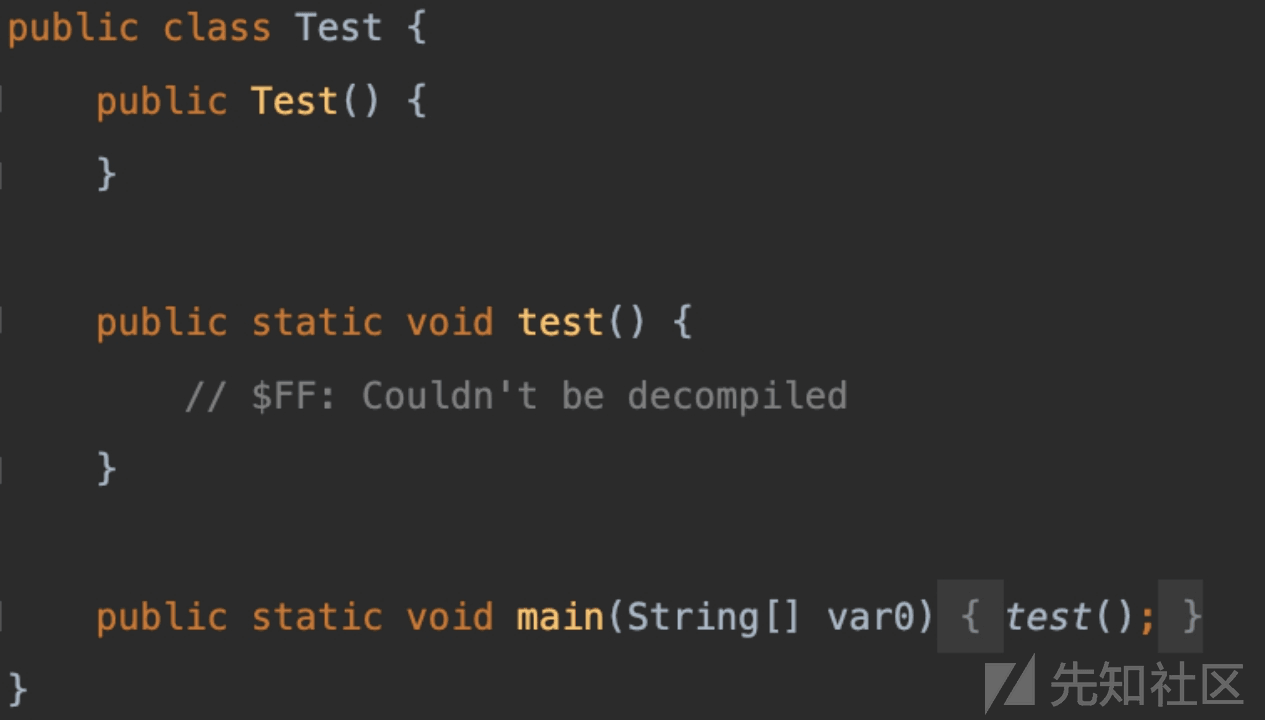 public class Test {
    public Test() {
    }

    public static void test() {
        // $FF: Couldn't be decompiled
    }

    public static void main(String[] var0) { test(); }
}
先知社区